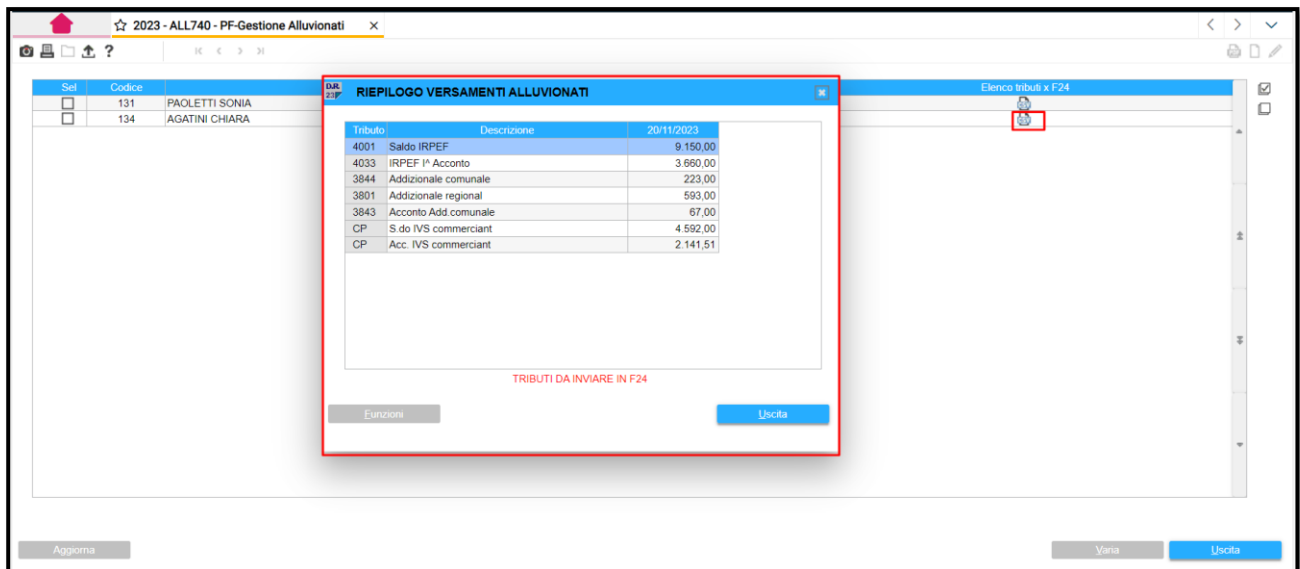 2023 - ALL740 - PF-Gestione Alluvionati
Sel Codice Elenco tributi x F24
131 PAOLETTI SONIA
134 AGATINI CHIARA
D.R. 23 RIEPILOGO VERSAMENTI ALLUVIONATI
Tributo Descrizione 20/11/2023
4001 Saldo IRPEF 9.150,00
4033 IRPEF I^ Acconto 3.660,00
3844 Addizionale comunale 223,00
3801 Addizionale regional 593,00
3843 Acconto Add.comunale 67,00
CP S.do IVS commerciant 4.592,00
CP Acc. IVS commerciant 2.141,51
TRIBUTI DA INVIARE IN F24
Funzioni Uscita
Aggiorna Varia Uscita